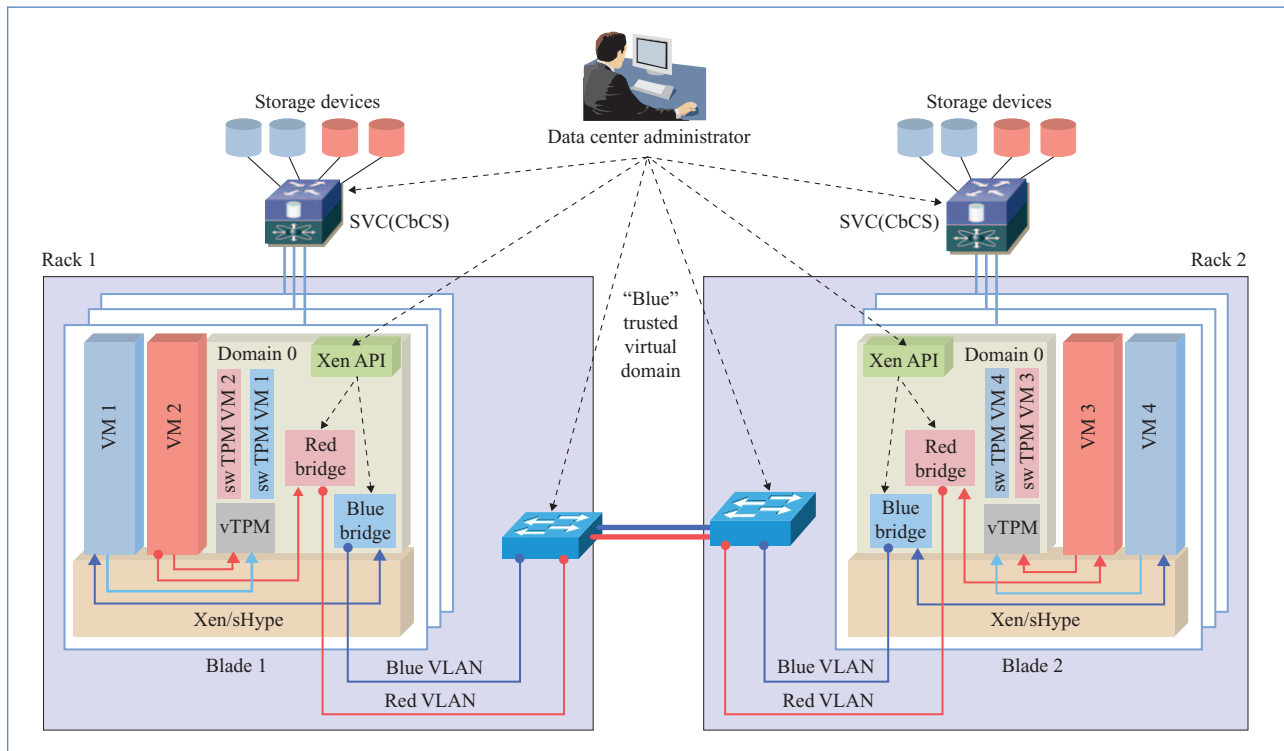 Storage devices
Data center administrator
Storage devices
SVC(CbCS)
SVC(CbCS)
Rack 1
Rack 2
“Blue”
trusted
virtual
domain
VM 1
VM 2
Domain 0
Xen API
sw TPM VM 2
sw TPM VM 1
Red
bridge
vTPM
Blue
bridge
Xen/sHype
Blade 1
Blue VLAN
Red VLAN
Xen API
Domain 0
sw TPM VM 4
sw TPM VM 3
VM 3
VM 4
Red
bridge
Blue
bridge
vTPM
Xen/sHype
Blade 2
Blue VLAN
Red VLAN